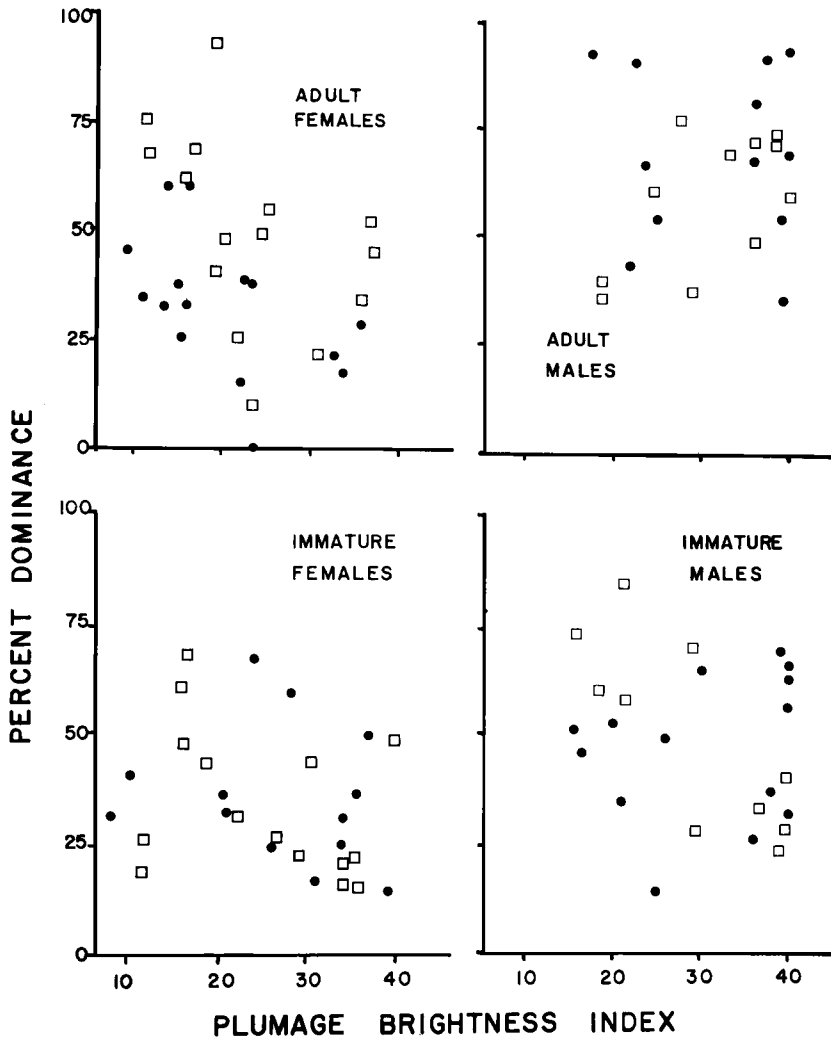 100
75
50
25
0
ADULT
FEMALES
ADULT
MALES
PERCENT DOMINANCE
100
75
50
25
0
IMMATURE
FEMALES
IMMATURE
MALES
10 20 30 40
10 20 30 40
PLUMAGE BRIGHTNESS INDEX